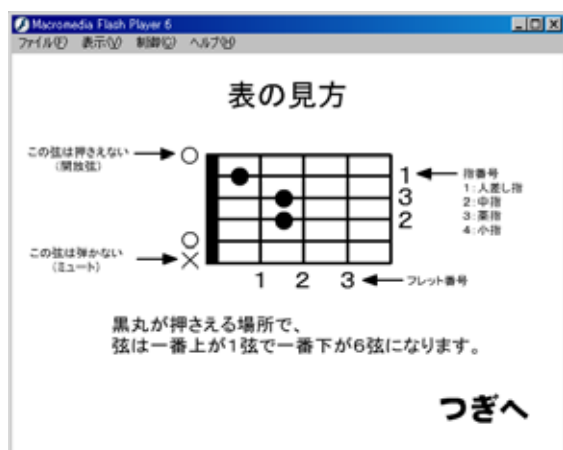 Macromedia Flash Player 6
ファイル(F) 表示(V) 制御(C) ヘルプ(H)
表の見方
この弦は押さえない
(開放弦)
1
3
2
指番号
1:人差し指
2:中指
3:薬指
4:小指
この弦は弾かない
(ミュート)
1 2 3
フレット番号
黒丸が押さえる場所で、
弦は一番上が1弦で一番下が6弦になります。
つぎへ